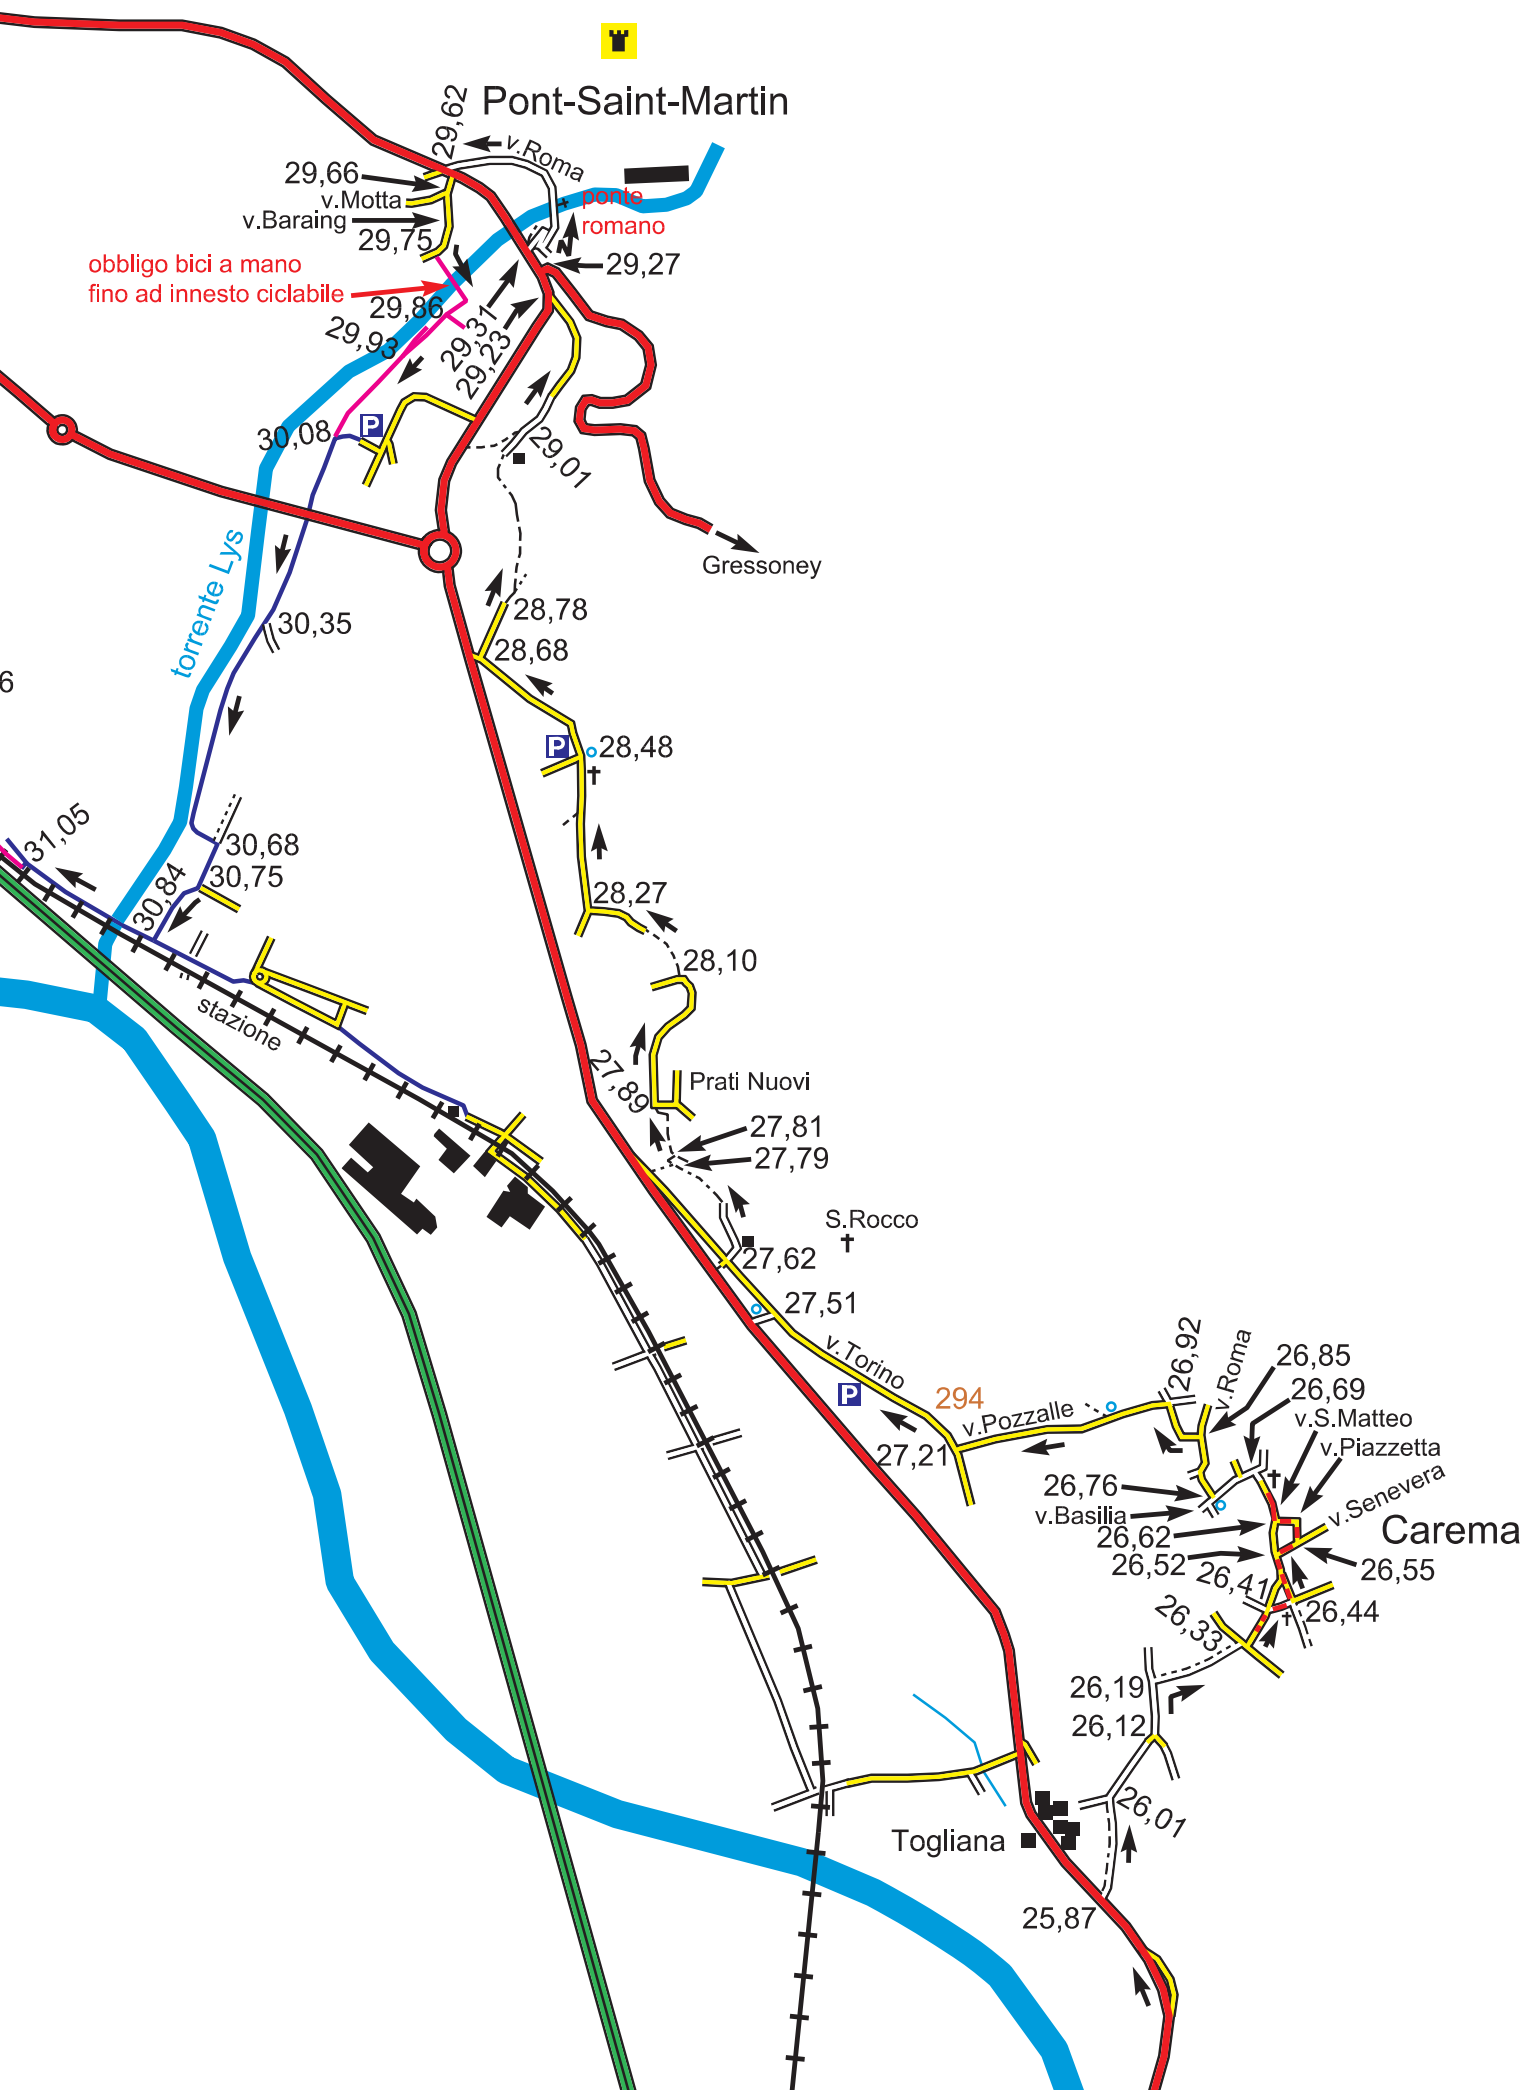 Pont-Saint-Martin
29,62
v.Roma
29,66
v.Motta
ponte
romano
v.Baraing
29,75
obbligo bici a mano
fino ad innesto ciclabile
29,27
29,86
29,93
29,31
29,23
P
30,08
29,01
torrente Lys
Gressoney
28,78
30,35
28,68
6
P
28,48
31,05
30,68
30,75
30,84
28,27
28,10
stazione
27,89
Prati Nuovi
27,81
27,79
S.Rocco
27,62
27,51
v.Torino
26,92
v.Roma
26,85
26,69
P
294
v.Pozzalle
v.S.Matteo
v.Piazzetta
27,21
26,76
v.Senevera
v.Basilia
26,62
Carema
26,52
26,55
26,41
26,44
26,33
26,19
26,12
26,01
Togliana
25,87